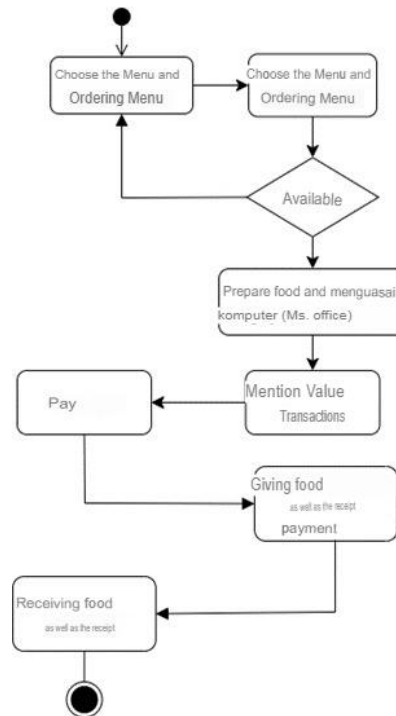 Choose the Menu and
Ordering Menu
Choose the Menu and
Ordering Menu
Available
Prepare food and menguasai
komputer (Ms. office)
Mention Value
Transactions
Pay
Giving food
as well as the receipt
payment
Receiving food
as well as the receipt